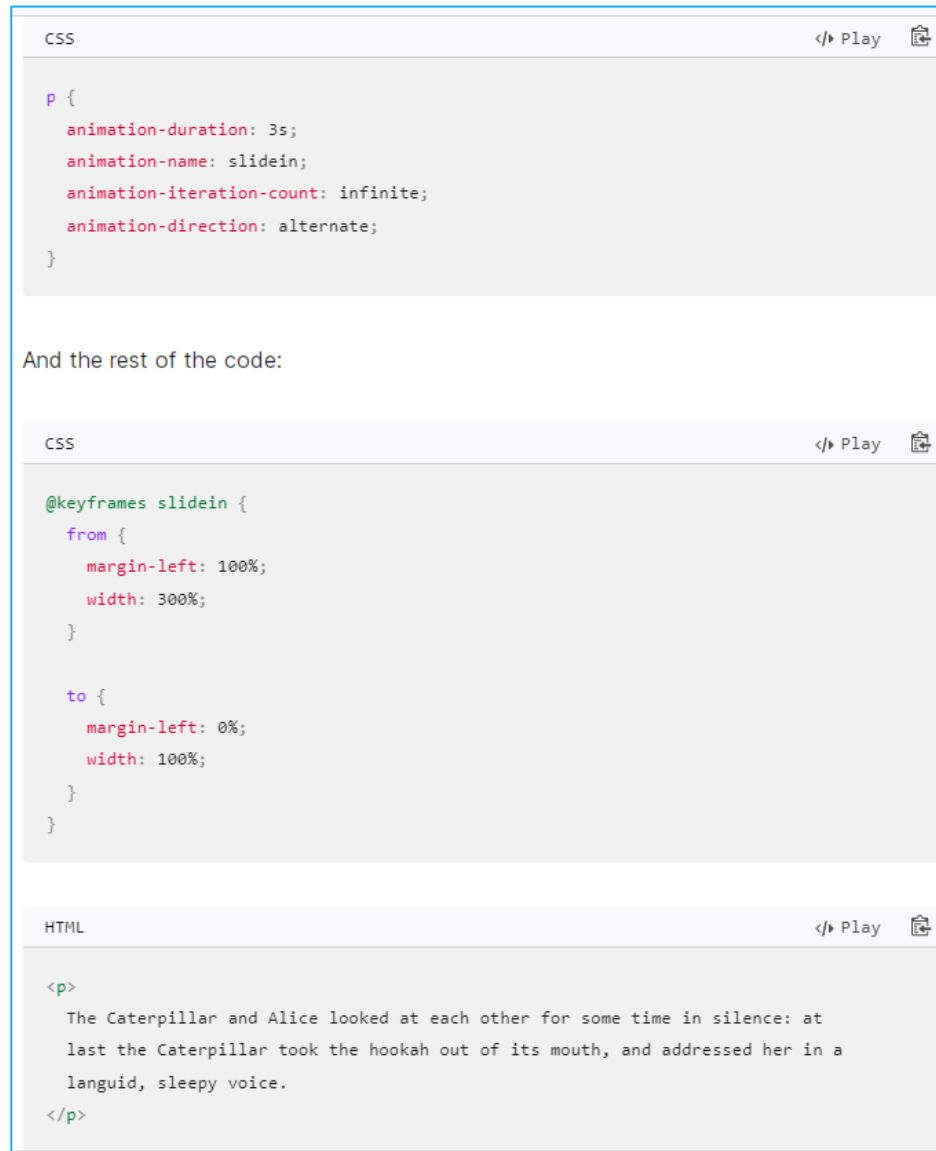 CSS
Play
p {
animation-duration: 3s;
animation-name: slidein;
animation-iteration-count: infinite;
animation-direction: alternate;
}
And the rest of the code:
CSS
Play
@keyframes slidein {
from {
margin-left: 100%;
width: 300%;
}
to {
margin-left: 0%;
width: 100%;
}
}
HTML
Play
<p>
The Caterpillar and Alice looked at each other for some time in silence: at
last the Caterpillar took the hookah out of its mouth, and addressed her in a
languid, sleepy voice.
</p>